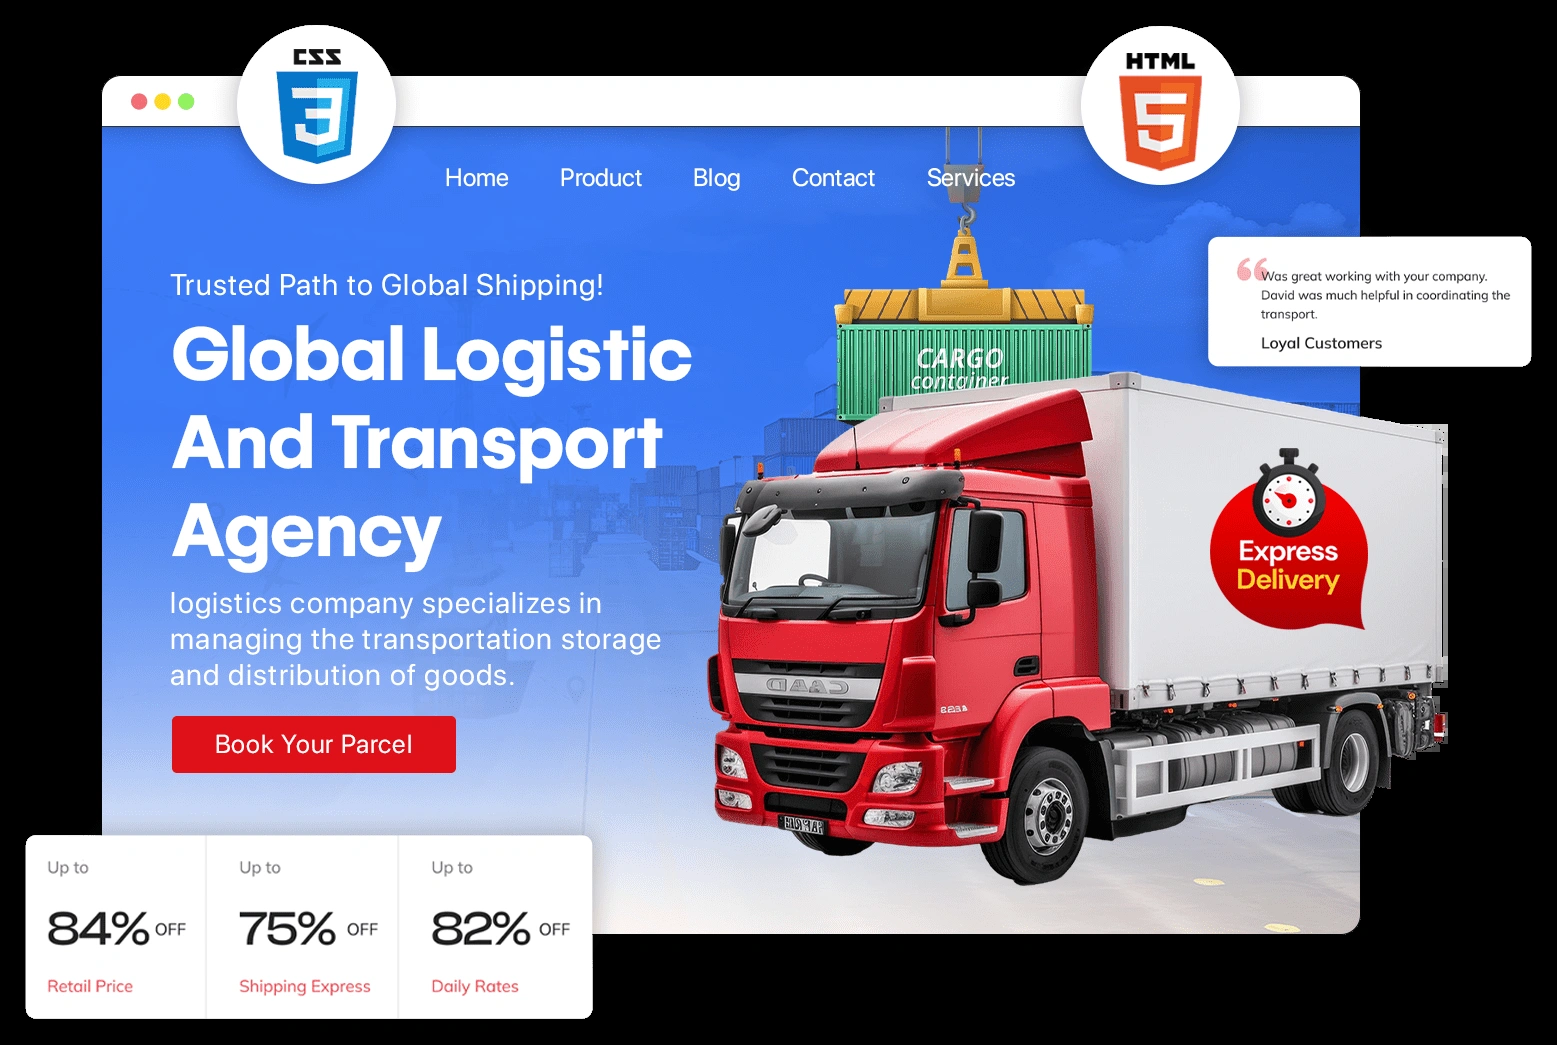 CSS
3
HTML
5
Home Product Blog Contact Services
Trusted Path to Global Shipping!
Global Logistic
And Transport
Agency
logistics company specializes in
managing the transportation storage
and distribution of goods.
Book Your Parcel
CARGO
container
“Was great working with your company.
David was much helpful in coordinating the
transport.
Loyal Customers
Express
Delivery
Up to
84% OFF
Retail Price
Up to
75% OFF
Shipping Express
Up to
82% OFF
Daily Rates